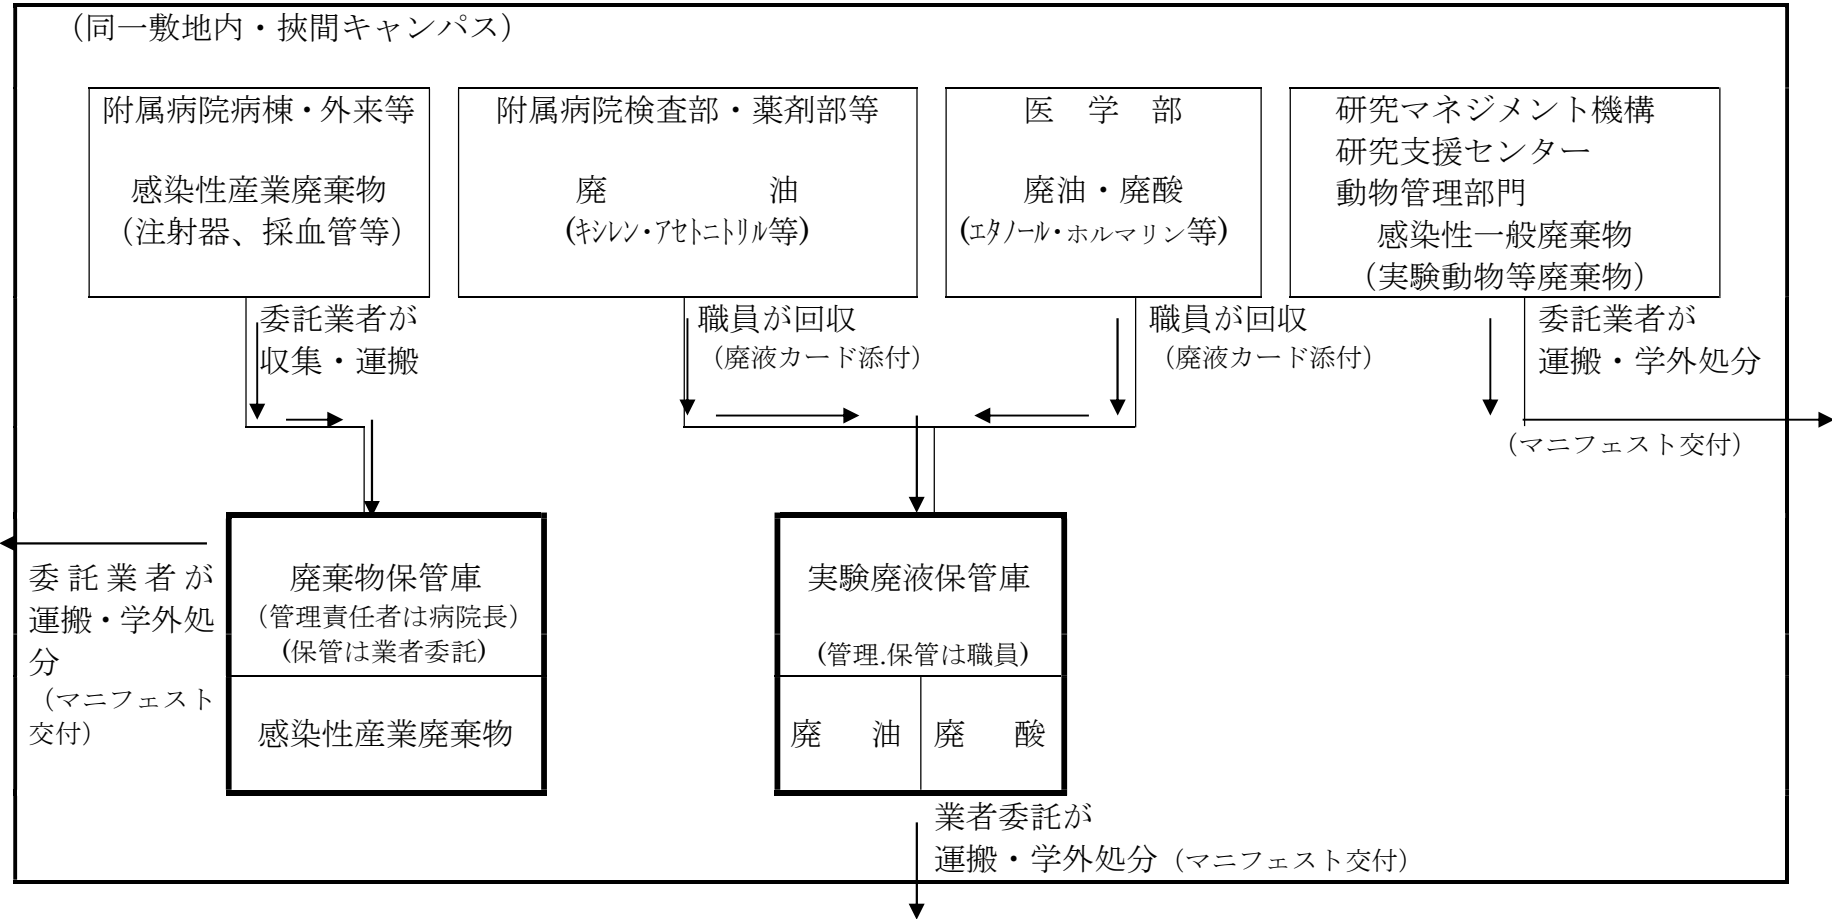 （同一敷地内・挾間キャンパス）
附属病院病棟・外来等
感染性産業廃棄物
（注射器、採血管等）
附属病院検査部・薬剤部等
廃　　　　　油
(ｷｼﾚﾝ・ｱｾﾄﾆﾄﾘﾙ等)
医　学　部
廃油・廃酸
(ｴﾀﾉｰﾙ・ホルマリン等)
研究マネジメント機構
研究支援センター
動物管理部門
感染性一般廃棄物
（実験動物等廃棄物）
委託業者が
収集・運搬
職員が回収
（廃液カード添付）
職員が回収
（廃液カード添付）
委託業者が
運搬・学外処分
（マニフェスト交付）
委託業者が
運搬・学外処
分
（マニフェスト
交付）
廃棄物保管庫
（管理責任者は病院長）
(保管は業者委託)
感染性産業廃棄物
実験廃液保管庫
(管理.保管は職員)
廃　油
廃　酸
業者委託が
運搬・学外処分（マニフェスト交付）